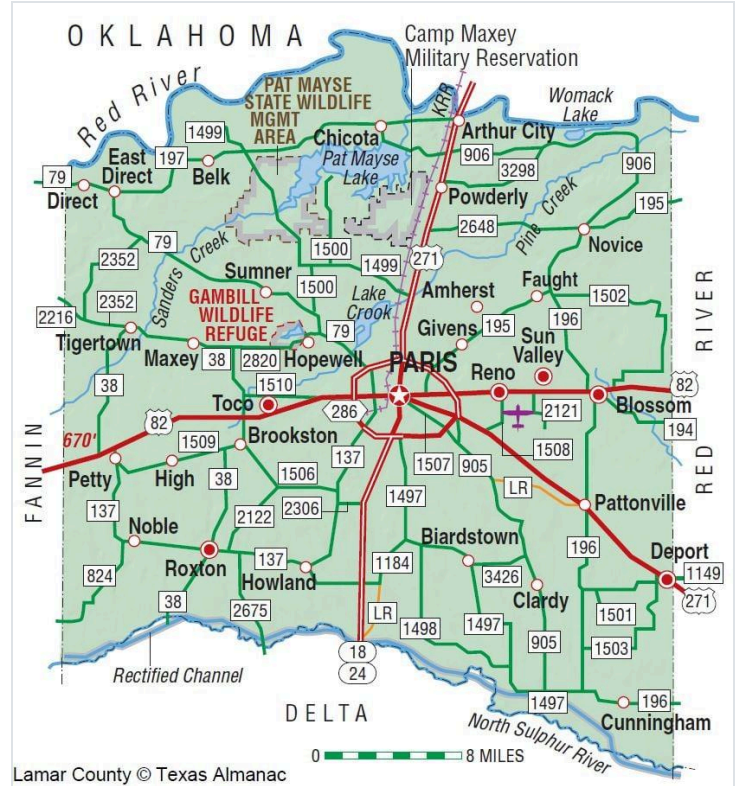 OKLAHOMA
Camp Maxey
Military Reservation
Red River
PAT MAYSE
STATE WILDLIFE
MGMT
AREA
KRR
Womack
Lake
1499
Chicota
Arthur City
Pat Mayse
Lake
East
Direct
197
Belk
906
3298
906
79
Direct
Powderly
195
2648
Pine Creek
Novice
79
Sanders Creek
2352
1500
1499
271
Sumner
1500
Lake
Crook
Amherst
Faught
1502
2352
GAMBILL
WILDLIFE
REFUGE
2216
Tigertown
79
Givens
195
196
Sun
Valley
Maxey
38
2820
Hopewell
PARIS
Reno
RED RIVER
38
1510
Toco
82
Blossom
82
286
2121
194
670'
1509
Brookston
137
1507
905
1508
FANNIN
Petty
High
38
1506
1497
LR
Pattonville
137
2306
Noble
2122
Biardstown
196
Deport
Roxton
137
Howland
1184
3426
1149
824
Clardy
271
38
2675
LR
1498
1497
905
1501
1503
Rectified Channel
18
24
1497
196
Cunningham
DELTA
North Sulphur River
0 8 MILES
Lamar County © Texas Almanac